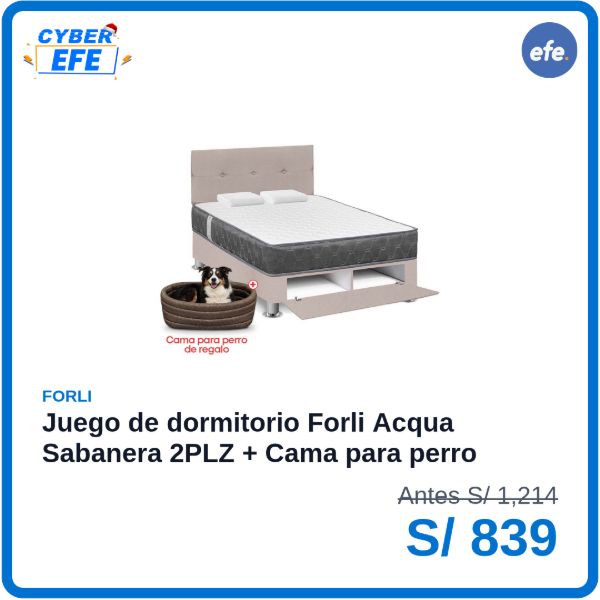 CYBER
EFE
efe.
Cama para perro
de regalo
FORLI
Juego de dormitorio Forli Acqua
Sabanera 2PLZ + Cama para perro
Antes S/ 1,214
S/ 839